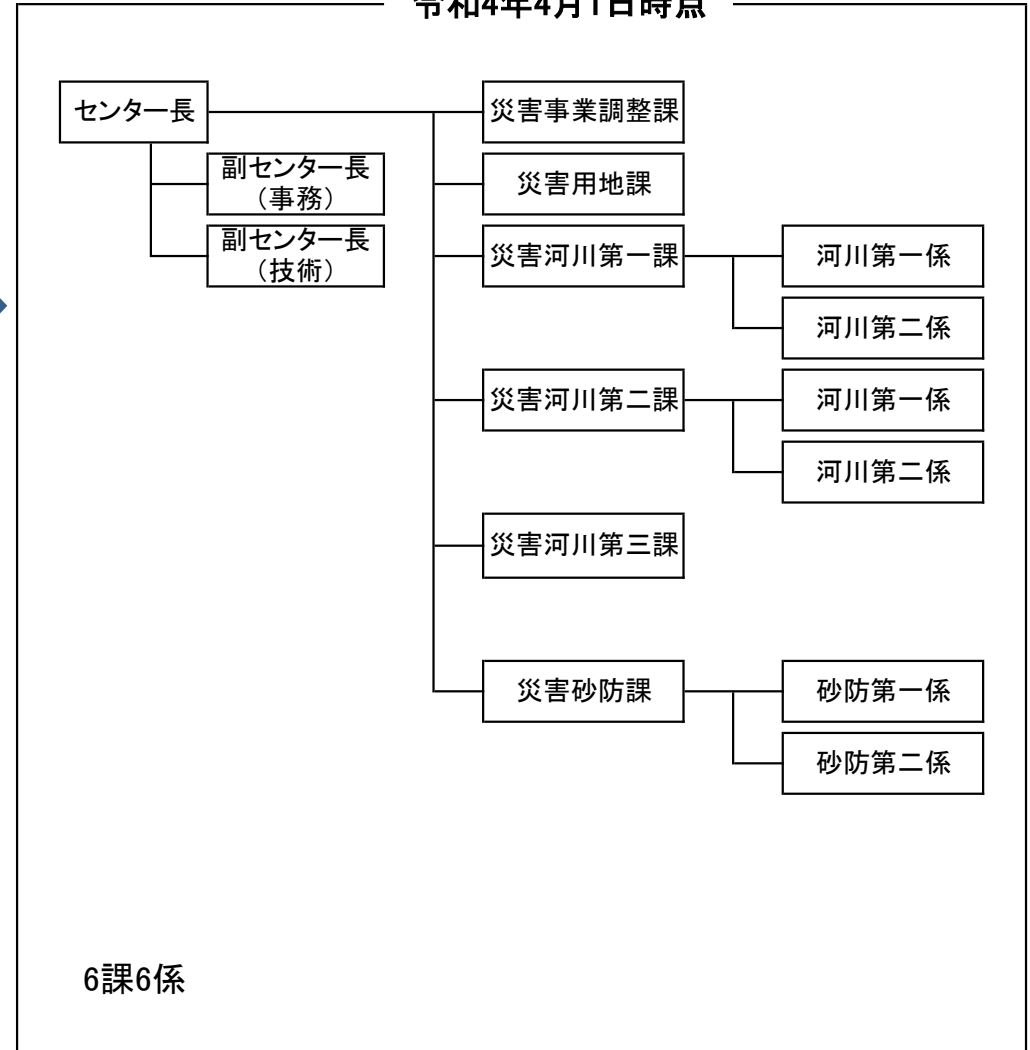 令和4年4月1日時点
センター長
副センター長
（事務）
副センター長
（技術）
災害事業調整課
災害用地課
災害河川第一課
河川第一係
河川第二係
災害河川第二課
河川第一係
河川第二係
災害河川第三課
災害砂防課
砂防第一係
砂防第二係
6課6係